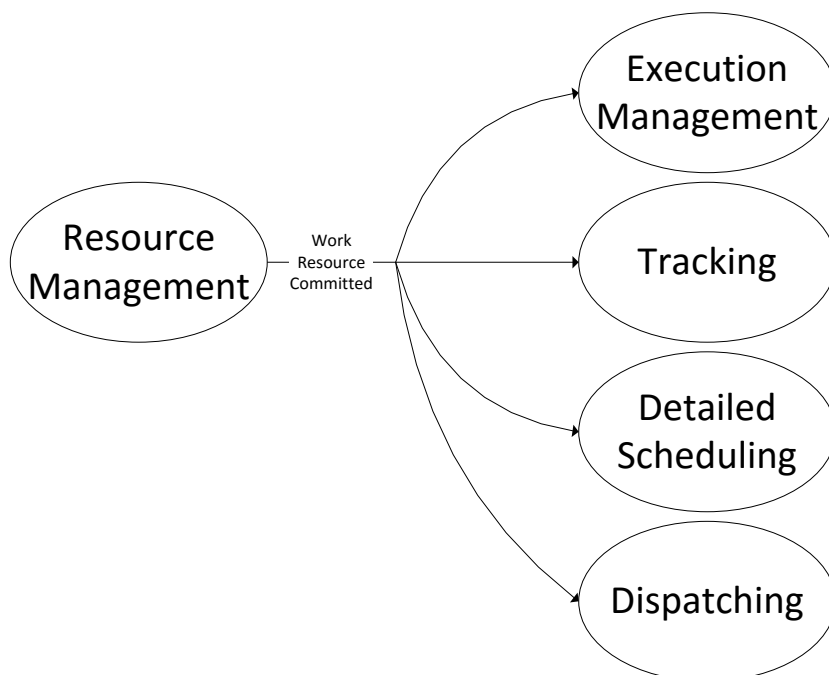 Execution
Management
Resource
Management
Work
Resource
Committed
Tracking
Detailed
Scheduling
Dispatching